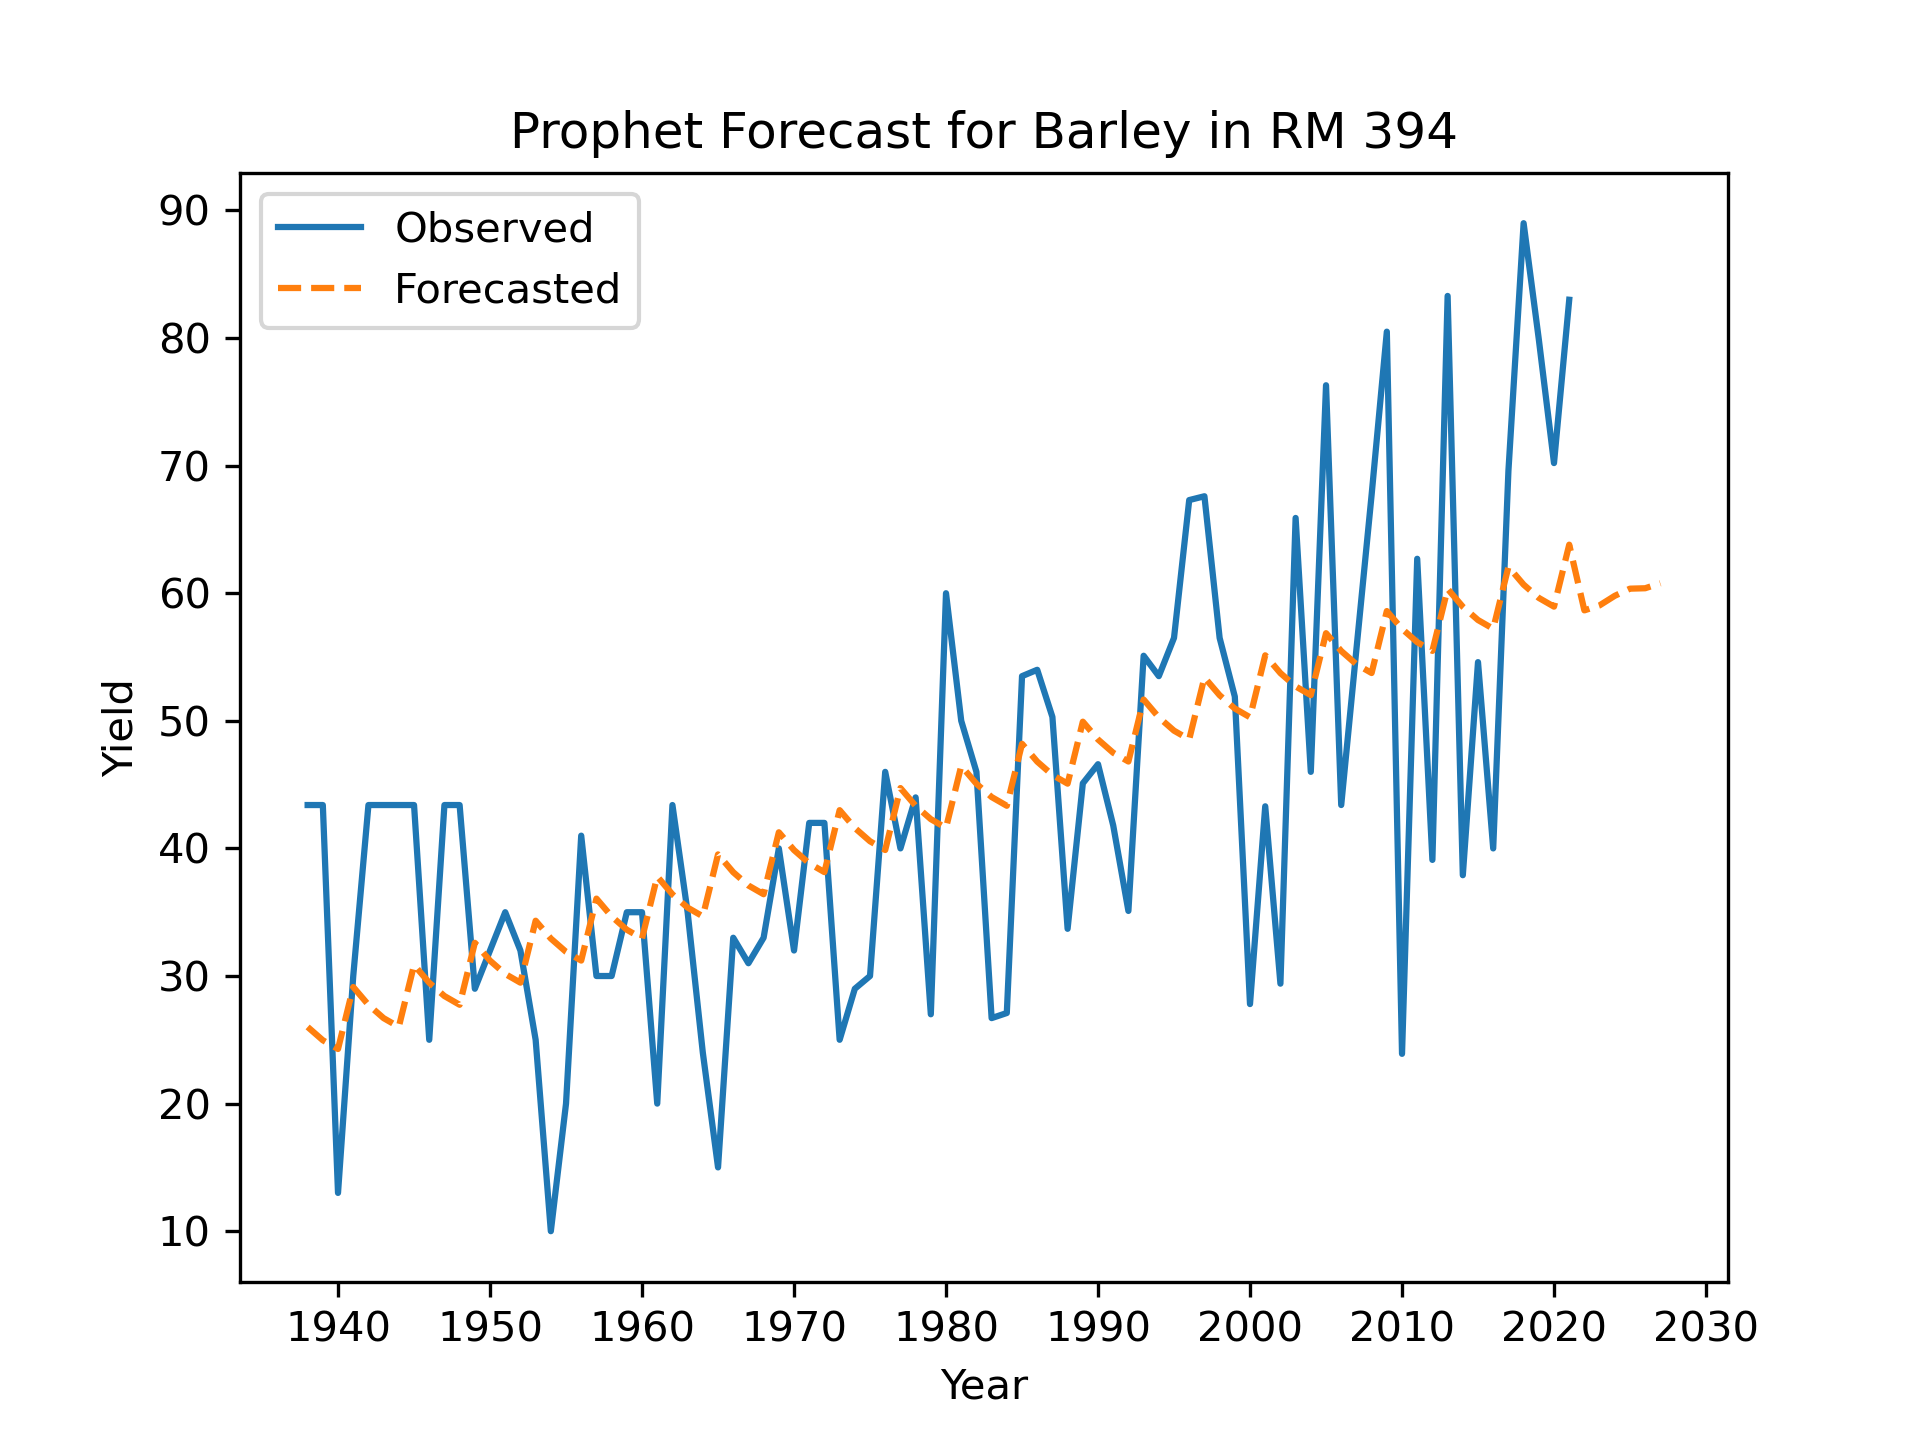 Prophet Forecast for Barley in RM 394
Observed
Forecasted
90
80
70
60
50
40
30
20
10
Yield
1940 1950 1960 1970 1980 1990 2000 2010 2020 2030
Year